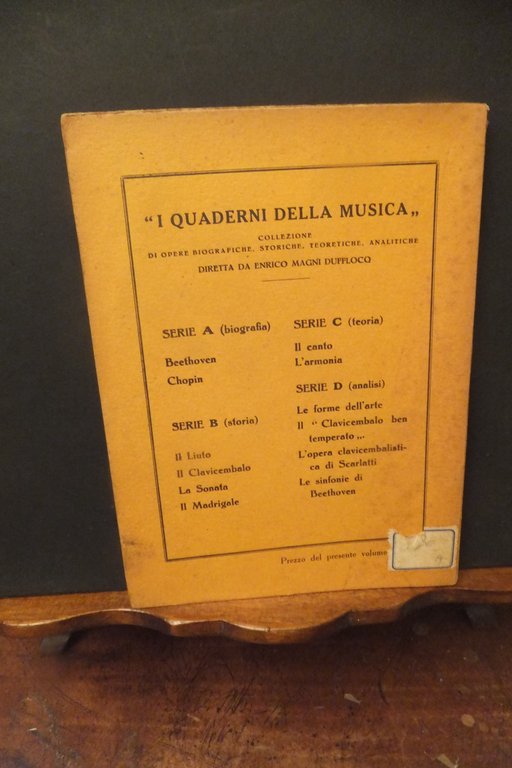 “ I QUADERNI DELLA MUSICA „
COLLEZIONE
DI OPERE BIOGRAFICHE, STORICHE, TEORETICHE, ANALITICHE
DIRETTA DA ENRICO MAGNI DUFFLOCQ
SERIE A (biografia)
Beethoven
Chopin
SERIE B (storia)
Il Liuto
Il Clavicembalo
La Sonata
Il Madrigale
SERIE C (teoria)
Il canto
L'armonia
SERIE D (analisi)
Le forme dell'arte
Il “ Clavicembalo ben
temperato „.
L'opera clavicembalisti-
ca di Scarlatti
Le sinfonie di
Beethoven
Prezzo del presente volume